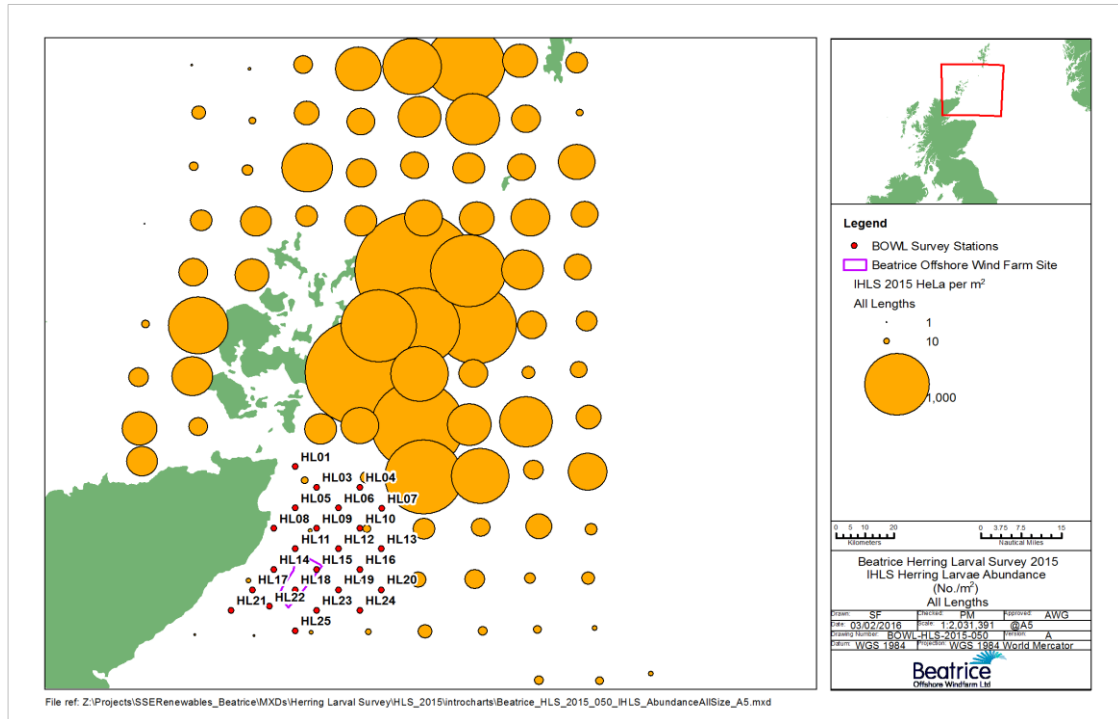 HL01
HL03 HL04
HL05 HL06 HL07
HL08 HL09 HL10
HL11 HL12 HL13
HL14 HL15 HL16
HL17 HL18 HL19 HL20
HL21 HL22 HL23 HL24
HL25
Legend
BOWL Survey Stations
Beatrice Offshore Wind Farm Site
IHLS 2015 HeLa per m²
All Lengths
1
10
1,000
0 5 10 20
Kilometers
0 3.75 7.5 15
Nautical Miles
Beatrice Herring Larval Survey 2015
IHLS Herring Larvae Abundance
(No./m²)
All Lengths
Drawn: SF Checked: PM Approved: AWG
Date: 03/02/2016 Scale: 1:2,031,391 @A5
Drawing Number: BOWL-HLS-2015-050 Version: A
Datum: WGS 1984 Projection: WGS 1984 World Mercator
Beatrice
Offshore Windfarm Ltd
File ref: Z:\Projects\SSERenewables_Beatrice\MXDs\Herring Larval Survey\HLS_2015\introcharts\Beatrice_HLS_2015_050_IHLS_AbundanceAllSize_A5.mxd